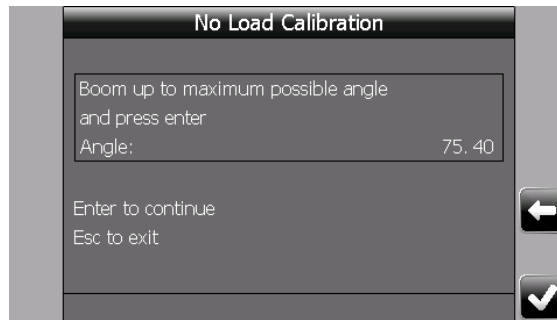 No Load Calibration
Boom up to maximum possible angle
and press enter
Angle: 75.40
Enter to continue
Esc to exit